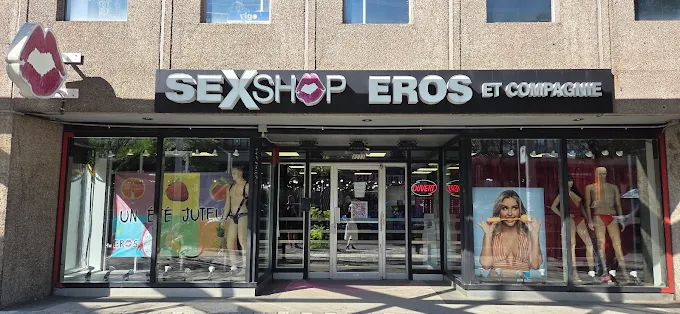 SEXSHOP EROS ET COMPAGNIE
UN ÉTÉ JUTEUX
EROS
OUVERT